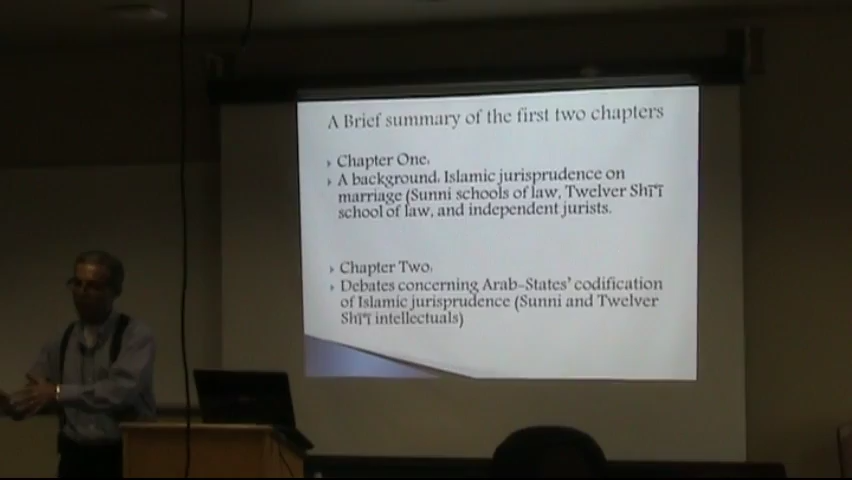 A Brief summary of the first two chapters
Chapter One.
A background. Islamic jurisprudence on
marriage (Sunni schools of law, Twelver Shīʿī
school of law, and independent jurists.
Chapter Two.
Debates concerning Arab-States' codification
of Islamic jurisprudence (Sunni and Twelver
Shīʿī intellectuals)